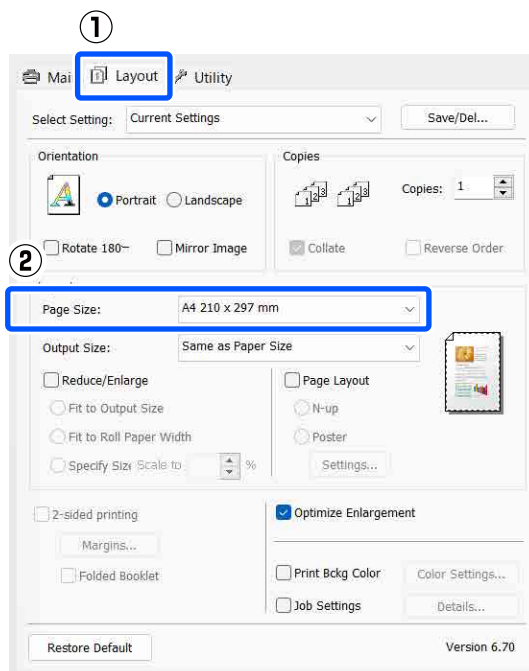 ①
Mai Layout Utility
Select Setting: Current Settings Save/Del...
Orientation Copies
Portrait Landscape Copies: 1
②
Rotate 180 Mirror Image Collate Reverse Order
Page Size: A4 210 x 297 mm
Output Size: Same as Paper Size
Reduce/Enlarge Page Layout
Fit to Output Size N-up
Fit to Roll Paper Width Poster
Specify Size Scale to % Settings...
2-sided printing Optimize Enlargement
Margins...
Folded Booklet Print Bckg Color Color Settings...
Job Settings Details...
Restore Default Version 6.70